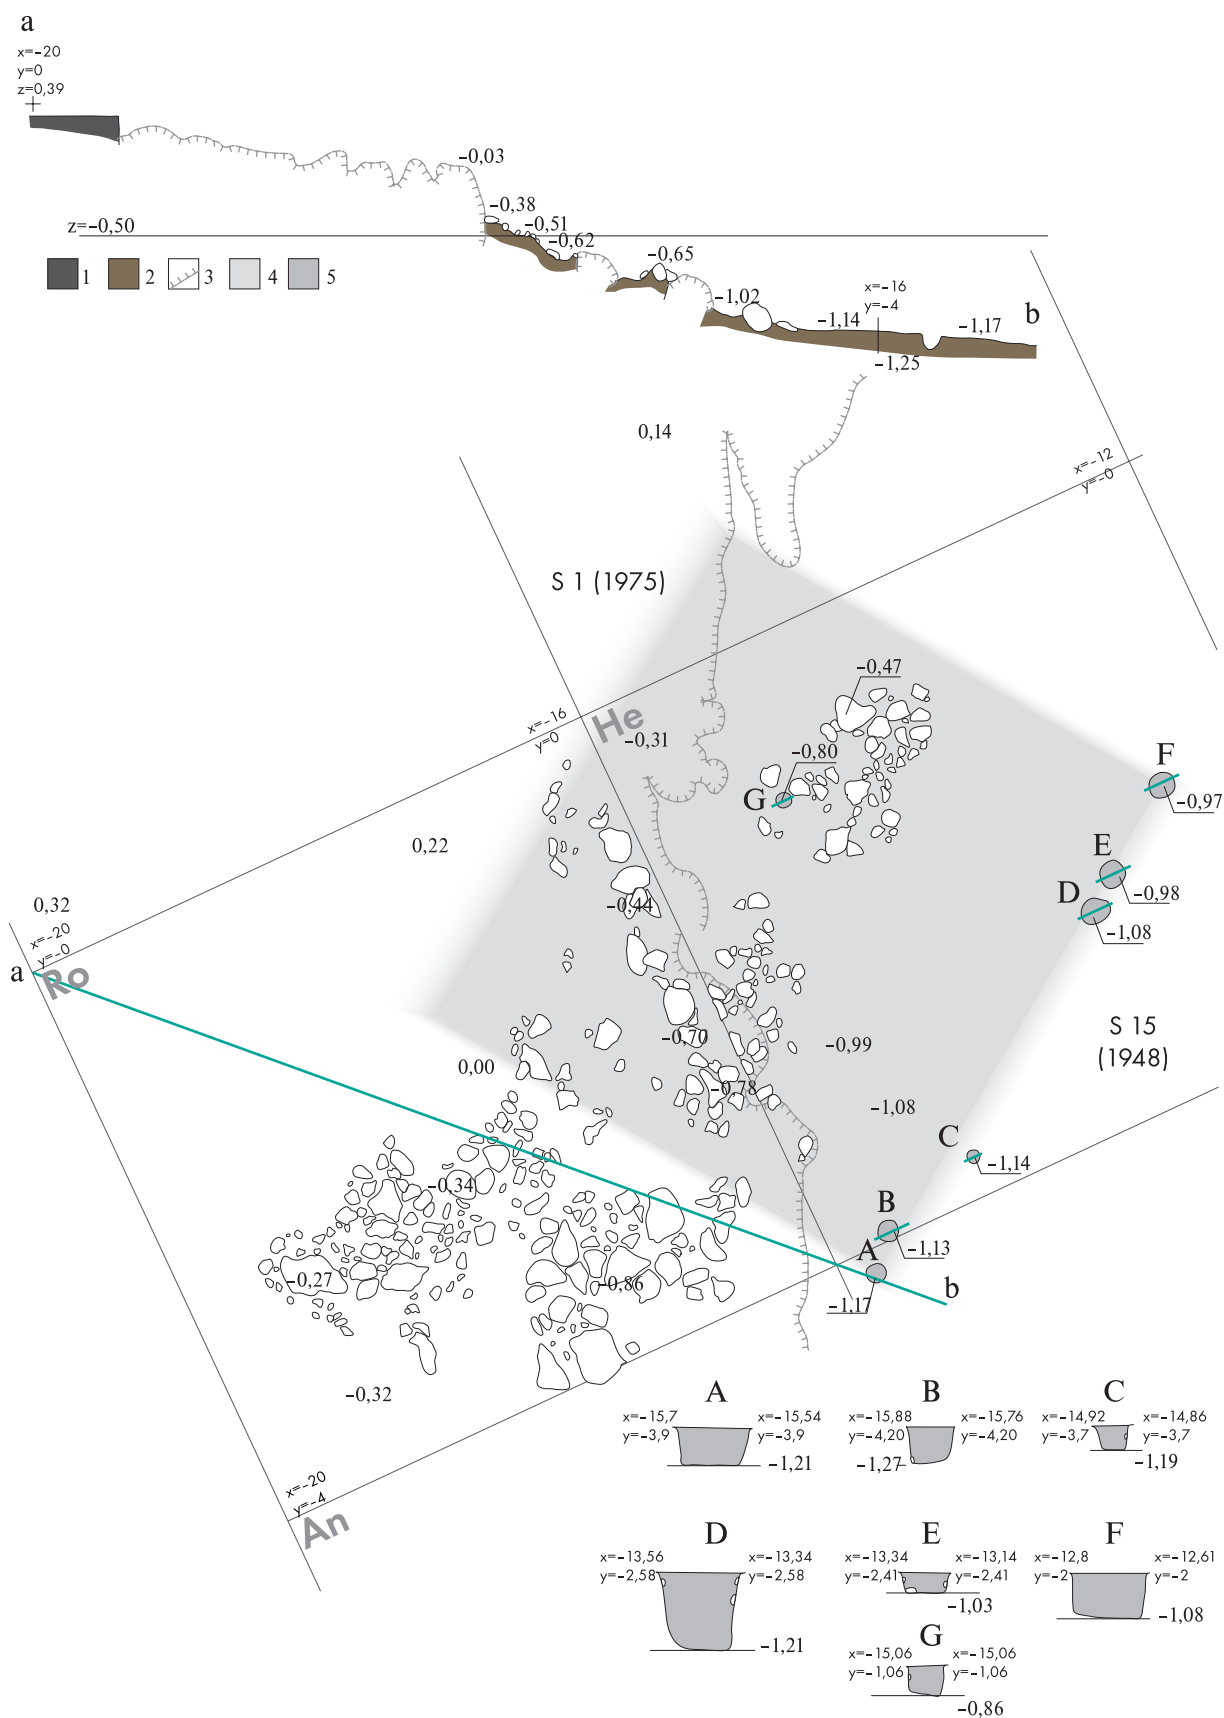 a
x=-20
y=0
z=0,39
-0,03
-0,38
z=-0,50
-0,51
-0,62
-0,65
1 2 3 4 5
-1,02
x=-16
y=-4
-1,14
-1,17
b
-1,25
0,14
x=-12
y=-0
S 1 (1975)
-0,47
x=-16
y=0
He
-0,31
-0,80
F
G
-0,97
0,22
E
-0,98
0,32
-0,44
D
-1,08
x=-20
y=-0
a
Ro
S 15
(1948)
-0,70
-0,99
0,00
-0,78
-1,08
C
-1,14
-0,34
B
-1,13
A
-0,27
-0,86
b
-1,17
-0,32
x=-20
y=-4
An
A
x=-15,7
y=-3,9
x=-15,54
y=-3,9
-1,21
B
x=-15,88
y=-4,20
x=-15,76
y=-4,20
-1,27
C
x=-14,92
y=-3,7
x=-14,86
y=-3,7
-1,19
D
x=-13,56
y=-2,58
x=-13,34
y=-2,58
-1,21
E
x=-13,34
y=-2,41
x=-13,14
y=-2,41
-1,03
F
x=-12,8
y=-2
x=-12,61
y=-2
-1,08
G
x=-15,06
y=-1,06
x=-15,06
y=-1,06
-0,86